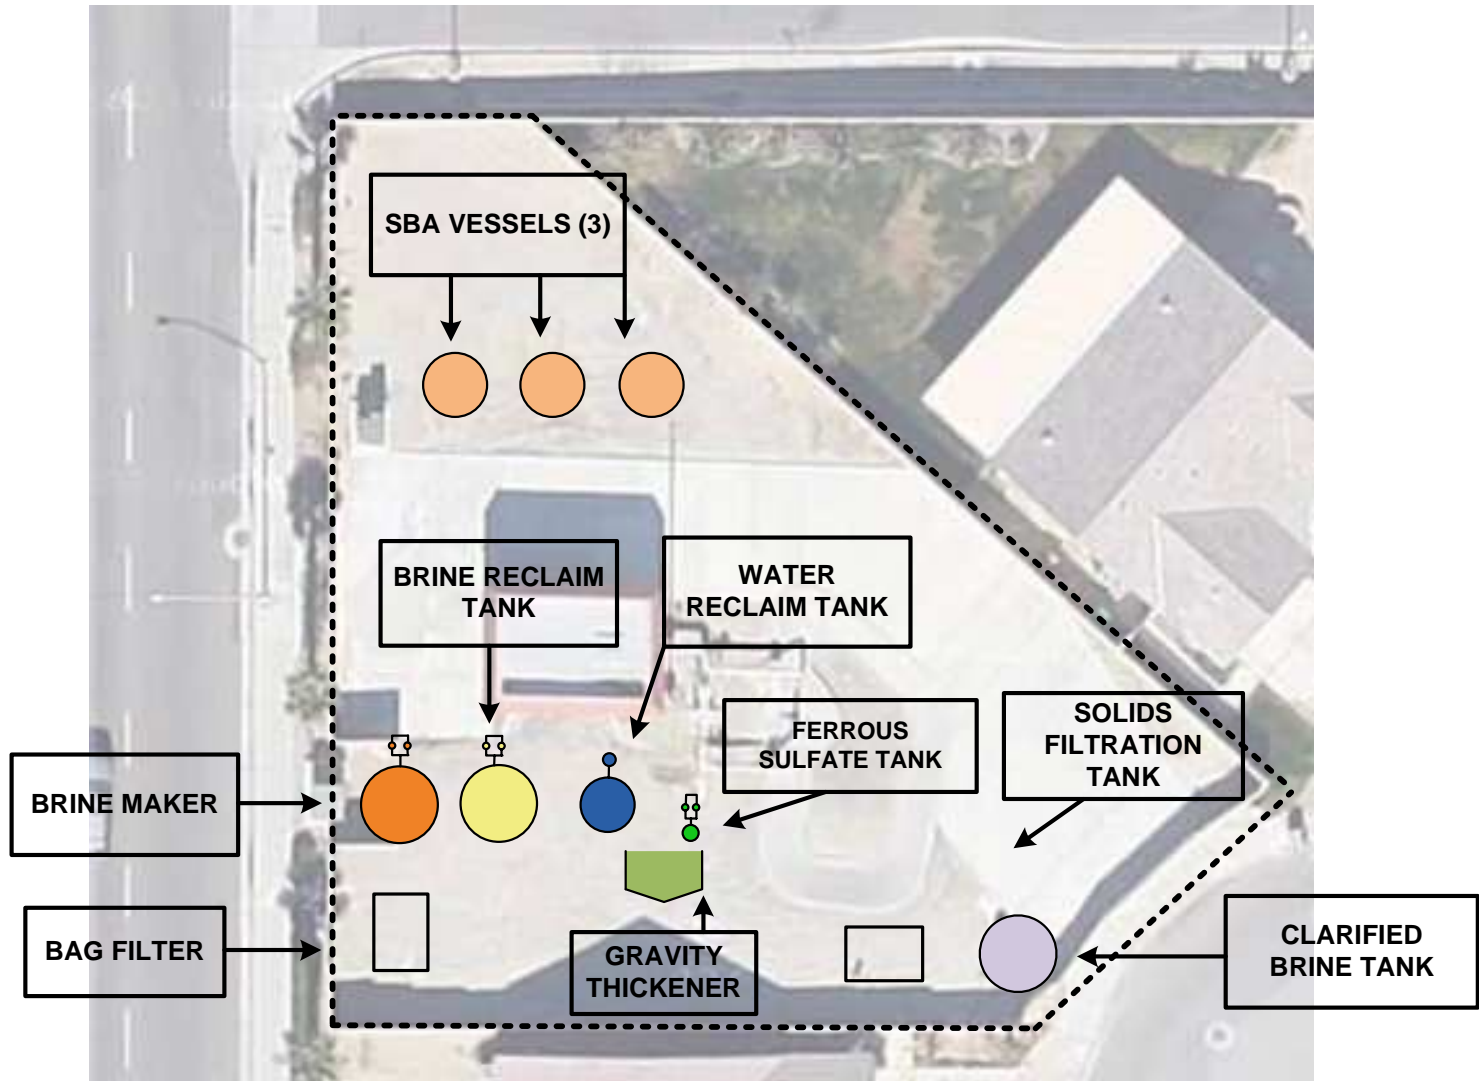 SBA VESSELS (3)
BRINE RECLAIM
TANK
WATER
RECLAIM TANK
FERROUS
SULFATE TANK
SOLIDS
FILTRATION
TANK
BRINE MAKER
BAG FILTER
GRAVITY
THICKENER
CLARIFIED
BRINE TANK